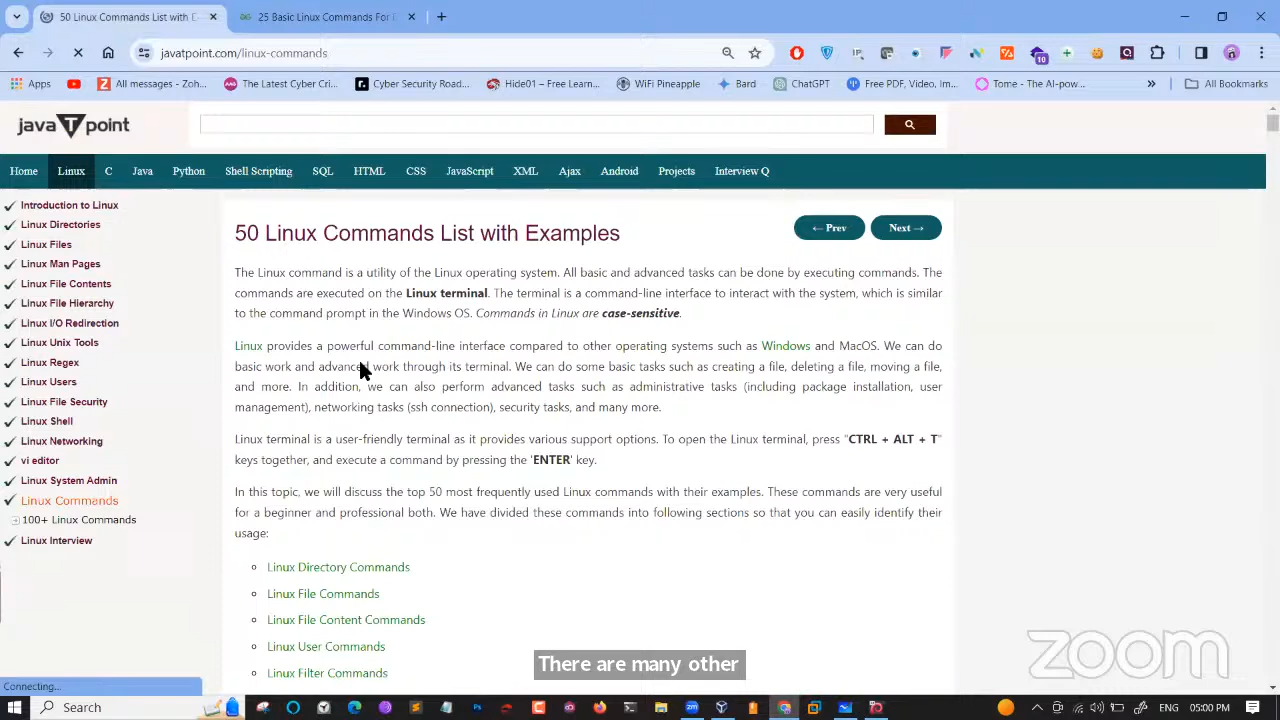 50 Linux Commands List with E
25 Basic Linux Commands For B
javatpoint.com/linux-commands
10
Apps
All messages - Zoh...
The Latest Cyber Cri...
Cyber Security Road...
Hide01 – Free Learn...
WiFi Pineapple
Bard
ChatGPT
Free PDF, Video, Im...
Tome - The AI-pow...
»
All Bookmarks
java T point
Home
Linux
C
Java
Python
Shell Scripting
SQL
HTML
CSS
JavaScript
XML
Ajax
Android
Projects
Interview Q
Introduction to Linux
Linux Directories
Linux Files
Linux Man Pages
Linux File Contents
Linux File Hierarchy
Linux I/O Redirection
Linux Unix Tools
Linux Regex
Linux Users
Linux File Security
Linux Shell
Linux Networking
vi editor
Linux System Admin
Linux Commands
100+ Linux Commands
Linux Interview
50 Linux Commands List with Examples
← Prev
Next →
The Linux command is a utility of the Linux operating system. All basic and advanced tasks can be done by executing commands. The
commands are executed on the Linux terminal. The terminal is a command-line interface to interact with the system, which is similar
to the command prompt in the Windows OS. Commands in Linux are case-sensitive.
Linux provides a powerful command-line interface compared to other operating systems such as Windows and MacOS. We can do
basic work and advanced work through its terminal. We can do some basic tasks such as creating a file, deleting a file, moving a file,
and more. In addition, we can also perform advanced tasks such as administrative tasks (including package installation, user
management), networking tasks (ssh connection), security tasks, and many more.
Linux terminal is a user-friendly terminal as it provides various support options. To open the Linux terminal, press "CTRL + ALT + T"
keys together, and execute a command by pressing the 'ENTER' key.
In this topic, we will discuss the top 50 most frequently used Linux commands with their examples. These commands are very useful
for a beginner and professional both. We have divided these commands into following sections so that you can easily identify their
usage:
Linux Directory Commands
Linux File Commands
Linux File Content Commands
Linux User Commands
Linux Filter Commands
There are many other
zoom
Connecting...
Search
05:00 PM